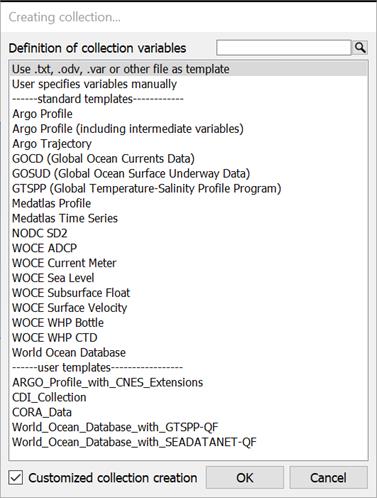 Creating collection...
Definition of collection variables
Use .txt, .odv, .var or other file as template
User specifies variables manually
------standard templates------------
Argo Profile
Argo Profile (including intermediate variables)
Argo Trajectory
GOCD (Global Ocean Currents Data)
GOSUD (Global Ocean Surface Underway Data)
GTSPP (Global Temperature-Salinity Profile Program)
Medatlas Profile
Medatlas Time Series
NODC SD2
WOCE ADCP
WOCE Current Meter
WOCE Sea Level
WOCE Subsurface Float
WOCE Surface Velocity
WOCE WHP Bottle
WOCE WHP CTD
World Ocean Database
------user templates-----------------
ARGO_Profile_with_CNES_Extensions
CDI_Collection
CORA_Data
World_Ocean_Database_with_GTSPP-QF
World_Ocean_Database_with_SEADATANET-QF
Customized collection creation OK Cancel